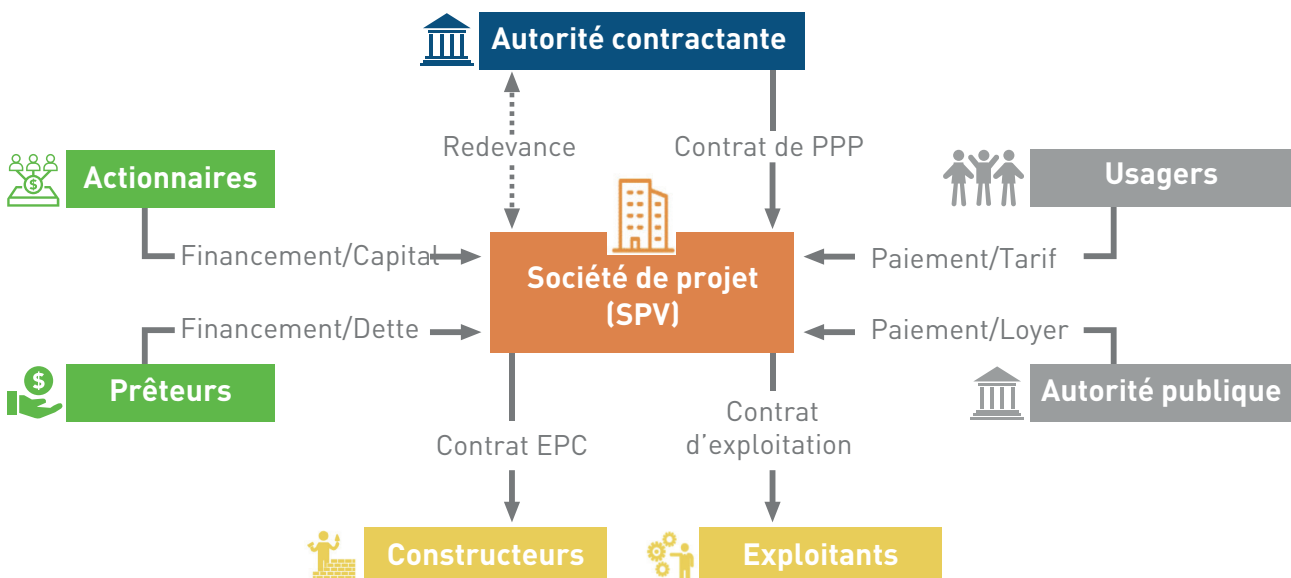 Autorité contractante
Redevance
Contrat de PPP
Actionnaires
Usagers
Financement/Capital
Paiement/Tarif
Société de projet
(SPV)
Financement/Dette
Paiement/Loyer
Prêteurs
Autorité publique
Contrat EPC
Contrat
d’exploitation
Constructeurs
Exploitants